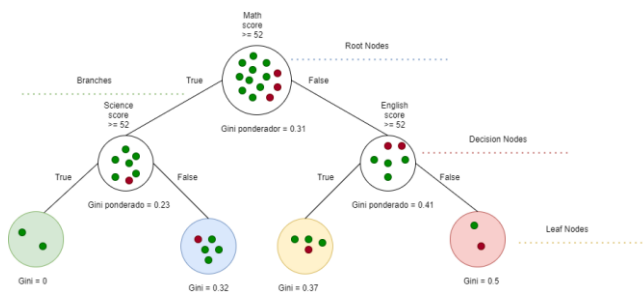 Math
score
>= 52
Root Nodes
Branches
True
False
Science
score
>= 52
Gini ponderador = 0.31
English
score
>= 52
Decision Nodes
True
False
True
False
Gini ponderado = 0.23
Gini ponderado = 0.41
Leaf Nodes
Gini = 0
Gini = 0.32
Gini = 0.37
Gini = 0.5